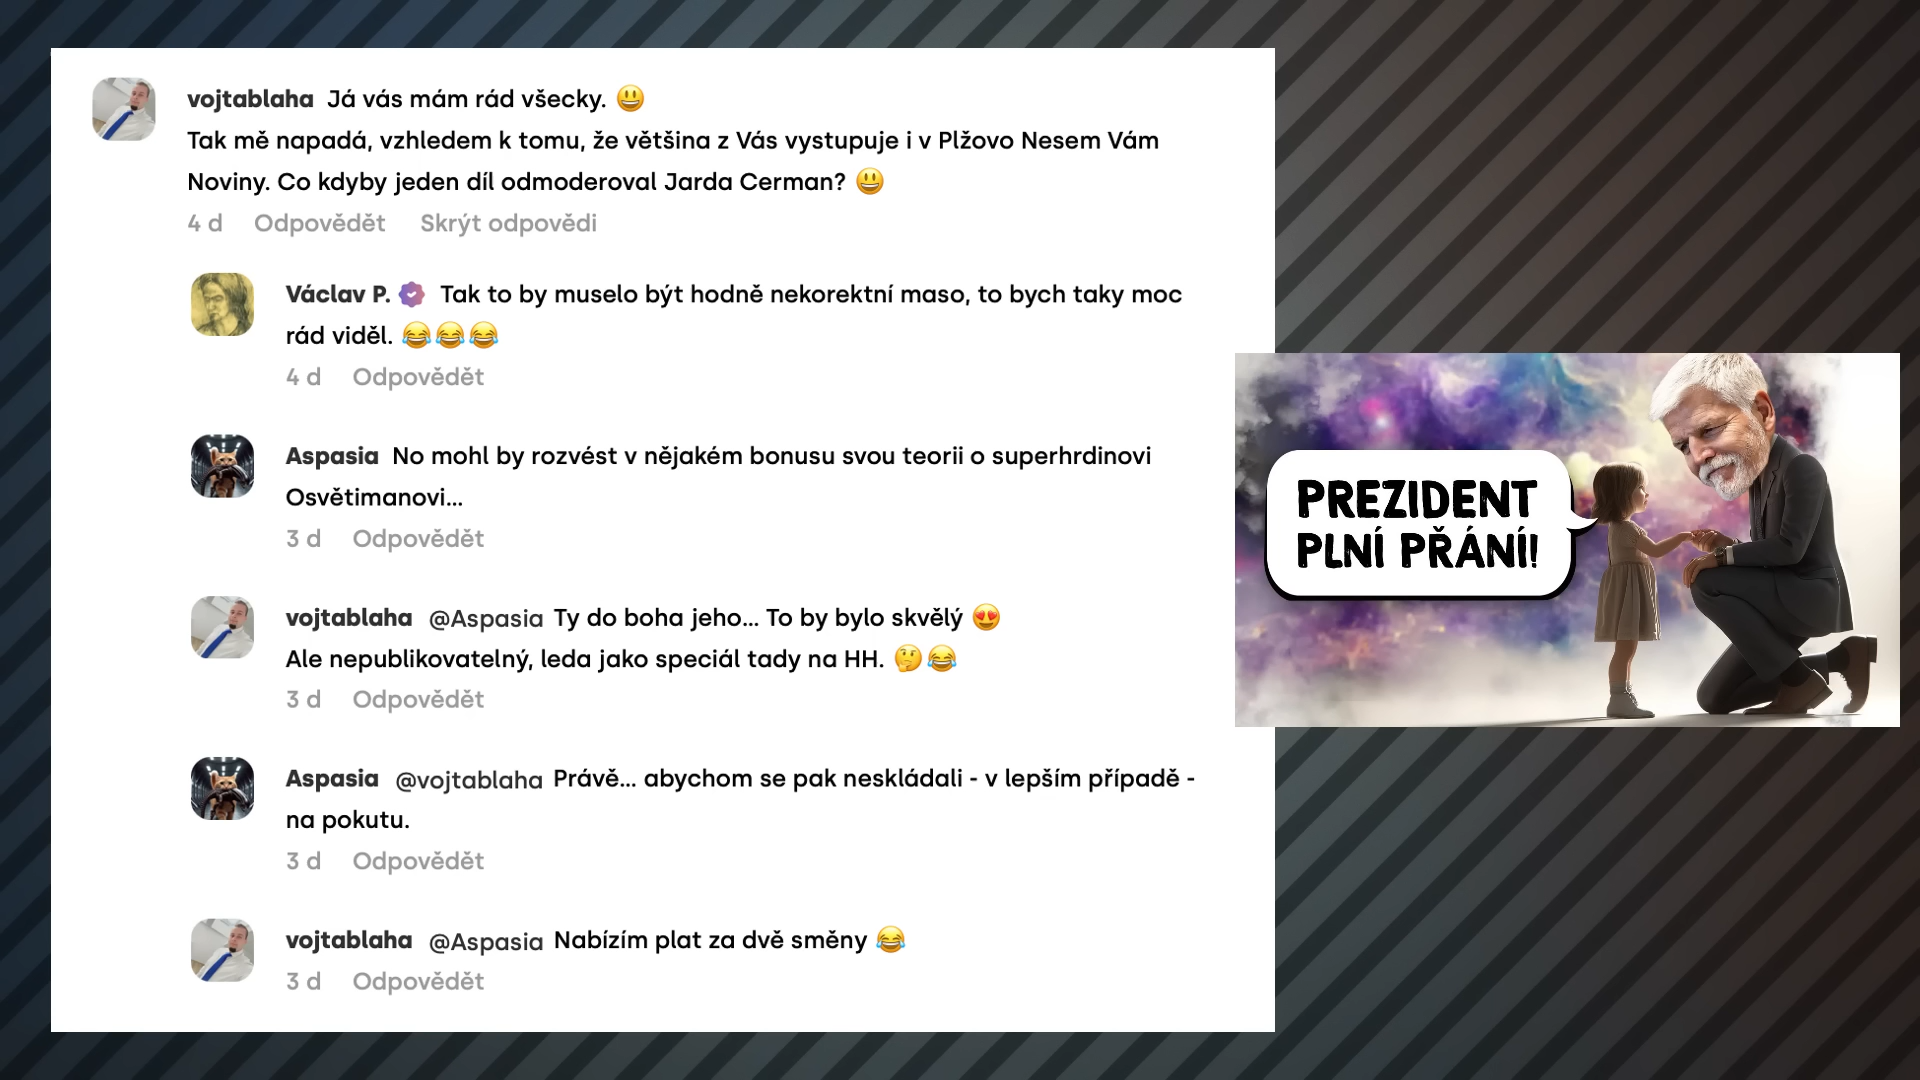 vojtablaha Já vás mám rád všecky. 😃
Tak mě napadá, vzhledem k tomu, že většina z Vás vystupuje i v Plžovo Nesem Vám
Noviny. Co kdyby jeden díl odmoderoval Jarda Cerman? 😃
4 d Odpovědět Skrýt odpovědi
Václav P. Tak to by muselo být hodně nekorektní maso, to bych taky moc
rád viděl. 😂😂😂
4 d Odpovědět
Aspasia No mohl by rozvést v nějakém bonusu svou teorii o superhrdinovi
Osvětimanovi...
3 d Odpovědět
vojtablaha @Aspasia Ty do boha jeho... To by bylo skvělý 😍
Ale nepublikovatelný, leda jako speciál tady na HH. 🤔😂
3 d Odpovědět
Aspasia @vojtablaha Právě... abychom se pak neskládali - v lepším případě -
na pokutu.
3 d Odpovědět
vojtablaha @Aspasia Nabízím plat za dvě směny 😂
3 d Odpovědět
PREZIDENT
PLNÍ PŘÁNÍ!